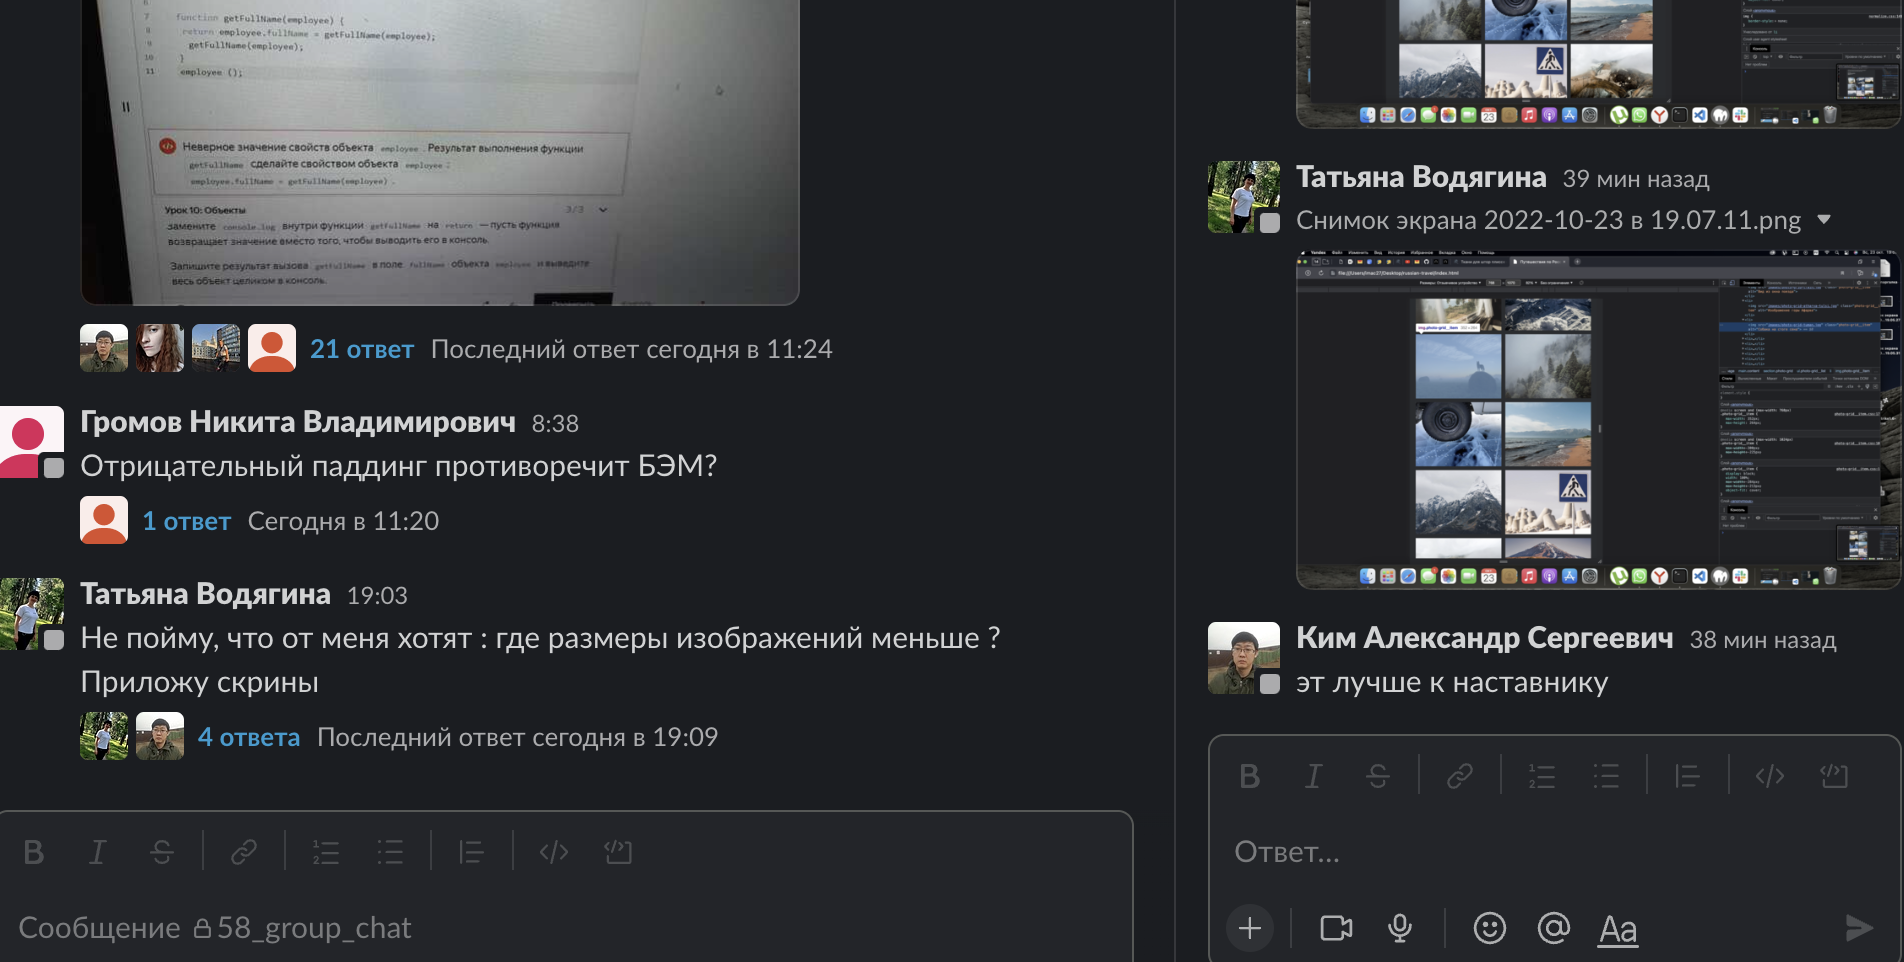 6
7 function getFullName(employee) {
8 return employee.fullName = getFullName(employee);
9 getFullName(employee);
10 }
11 employee ();
Неверное значение свойств объекта employee . Результат выполнения функции
getFullName сделайте свойством объекта employee :
employee.fullName = getFullName(employee) .
Урок 10: Объекты 3/3
Замените console.log внутри функции getFullName на return — пусть функция
возвращает значение вместо того, чтобы выводить его в консоль.
Запишите результат вызова getFullName в поле fullName объекта employee и выведите
весь объект целиком в консоль.
21 ответ Последний ответ сегодня в 11:24
Громов Никита Владимирович 8:38
Отрицательный паддинг противоречит БЭМ?
1 ответ Сегодня в 11:20
Татьяна Водягина 19:03
Не пойму, что от меня хотят : где размеры изображений меньше ?
Приложу скрины
4 ответа Последний ответ сегодня в 19:09
B I S
Сообщение 58_group_chat
23
Татьяна Водягина 39 мин назад
Снимок экрана 2022-10-23 в 19.07.11.png
23
Ким Александр Сергеевич 38 мин назад
эт лучше к наставнику
B I S
Ответ...
Aa